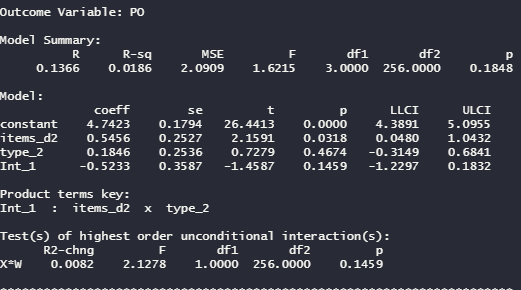 Outcome Variable: PO
Model Summary:
R R-sq MSE F df1 df2 p
0.1366 0.0186 2.0909 1.6215 3.0000 256.0000 0.1848
Model:
coeff se t p LLCI ULCI
constant 4.7423 0.1794 26.4413 0.0000 4.3891 5.0955
items_d2 0.5456 0.2527 2.1591 0.0318 0.0480 1.0432
type_2 0.1846 0.2536 0.7279 0.4674 -0.3149 0.6841
Int_1 -0.5233 0.3587 -1.4587 0.1459 -1.2297 0.1832
Product terms key:
Int_1 : items_d2 x type_2
Test(s) of highest order unconditional interaction(s):
R2-chng F df1 df2 p
X*W 0.0082 2.1278 1.0000 256.0000 0.1459